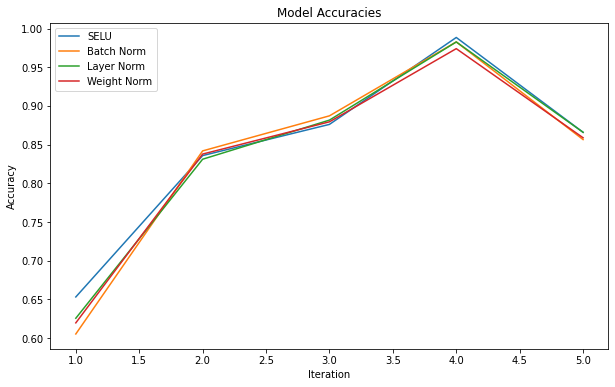 Model Accuracies
SELU
Batch Norm
Layer Norm
Weight Norm
Accuracy
1.00
0.95
0.90
0.85
0.80
0.75
0.70
0.65
0.60
1.0 1.5 2.0 2.5 3.0 3.5 4.0 4.5 5.0
Iteration